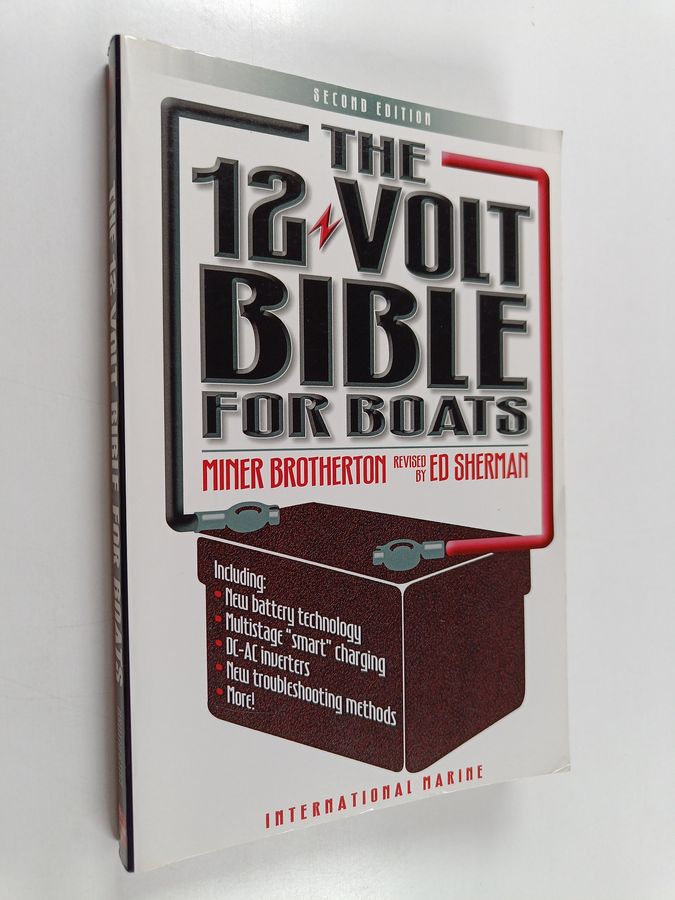 SECOND EDITION
THE
12 VOLT
BIBLE
FOR BOATS
MINER BROTHERTON REVISED BY ED SHERMAN
Including:
• New battery technology
• Multistage "smart" charging
• DC-AC inverters
• New troubleshooting methods
• More!
INTERNATIONAL MARINE
THE 12 VOLT BIBLE FOR BOATS